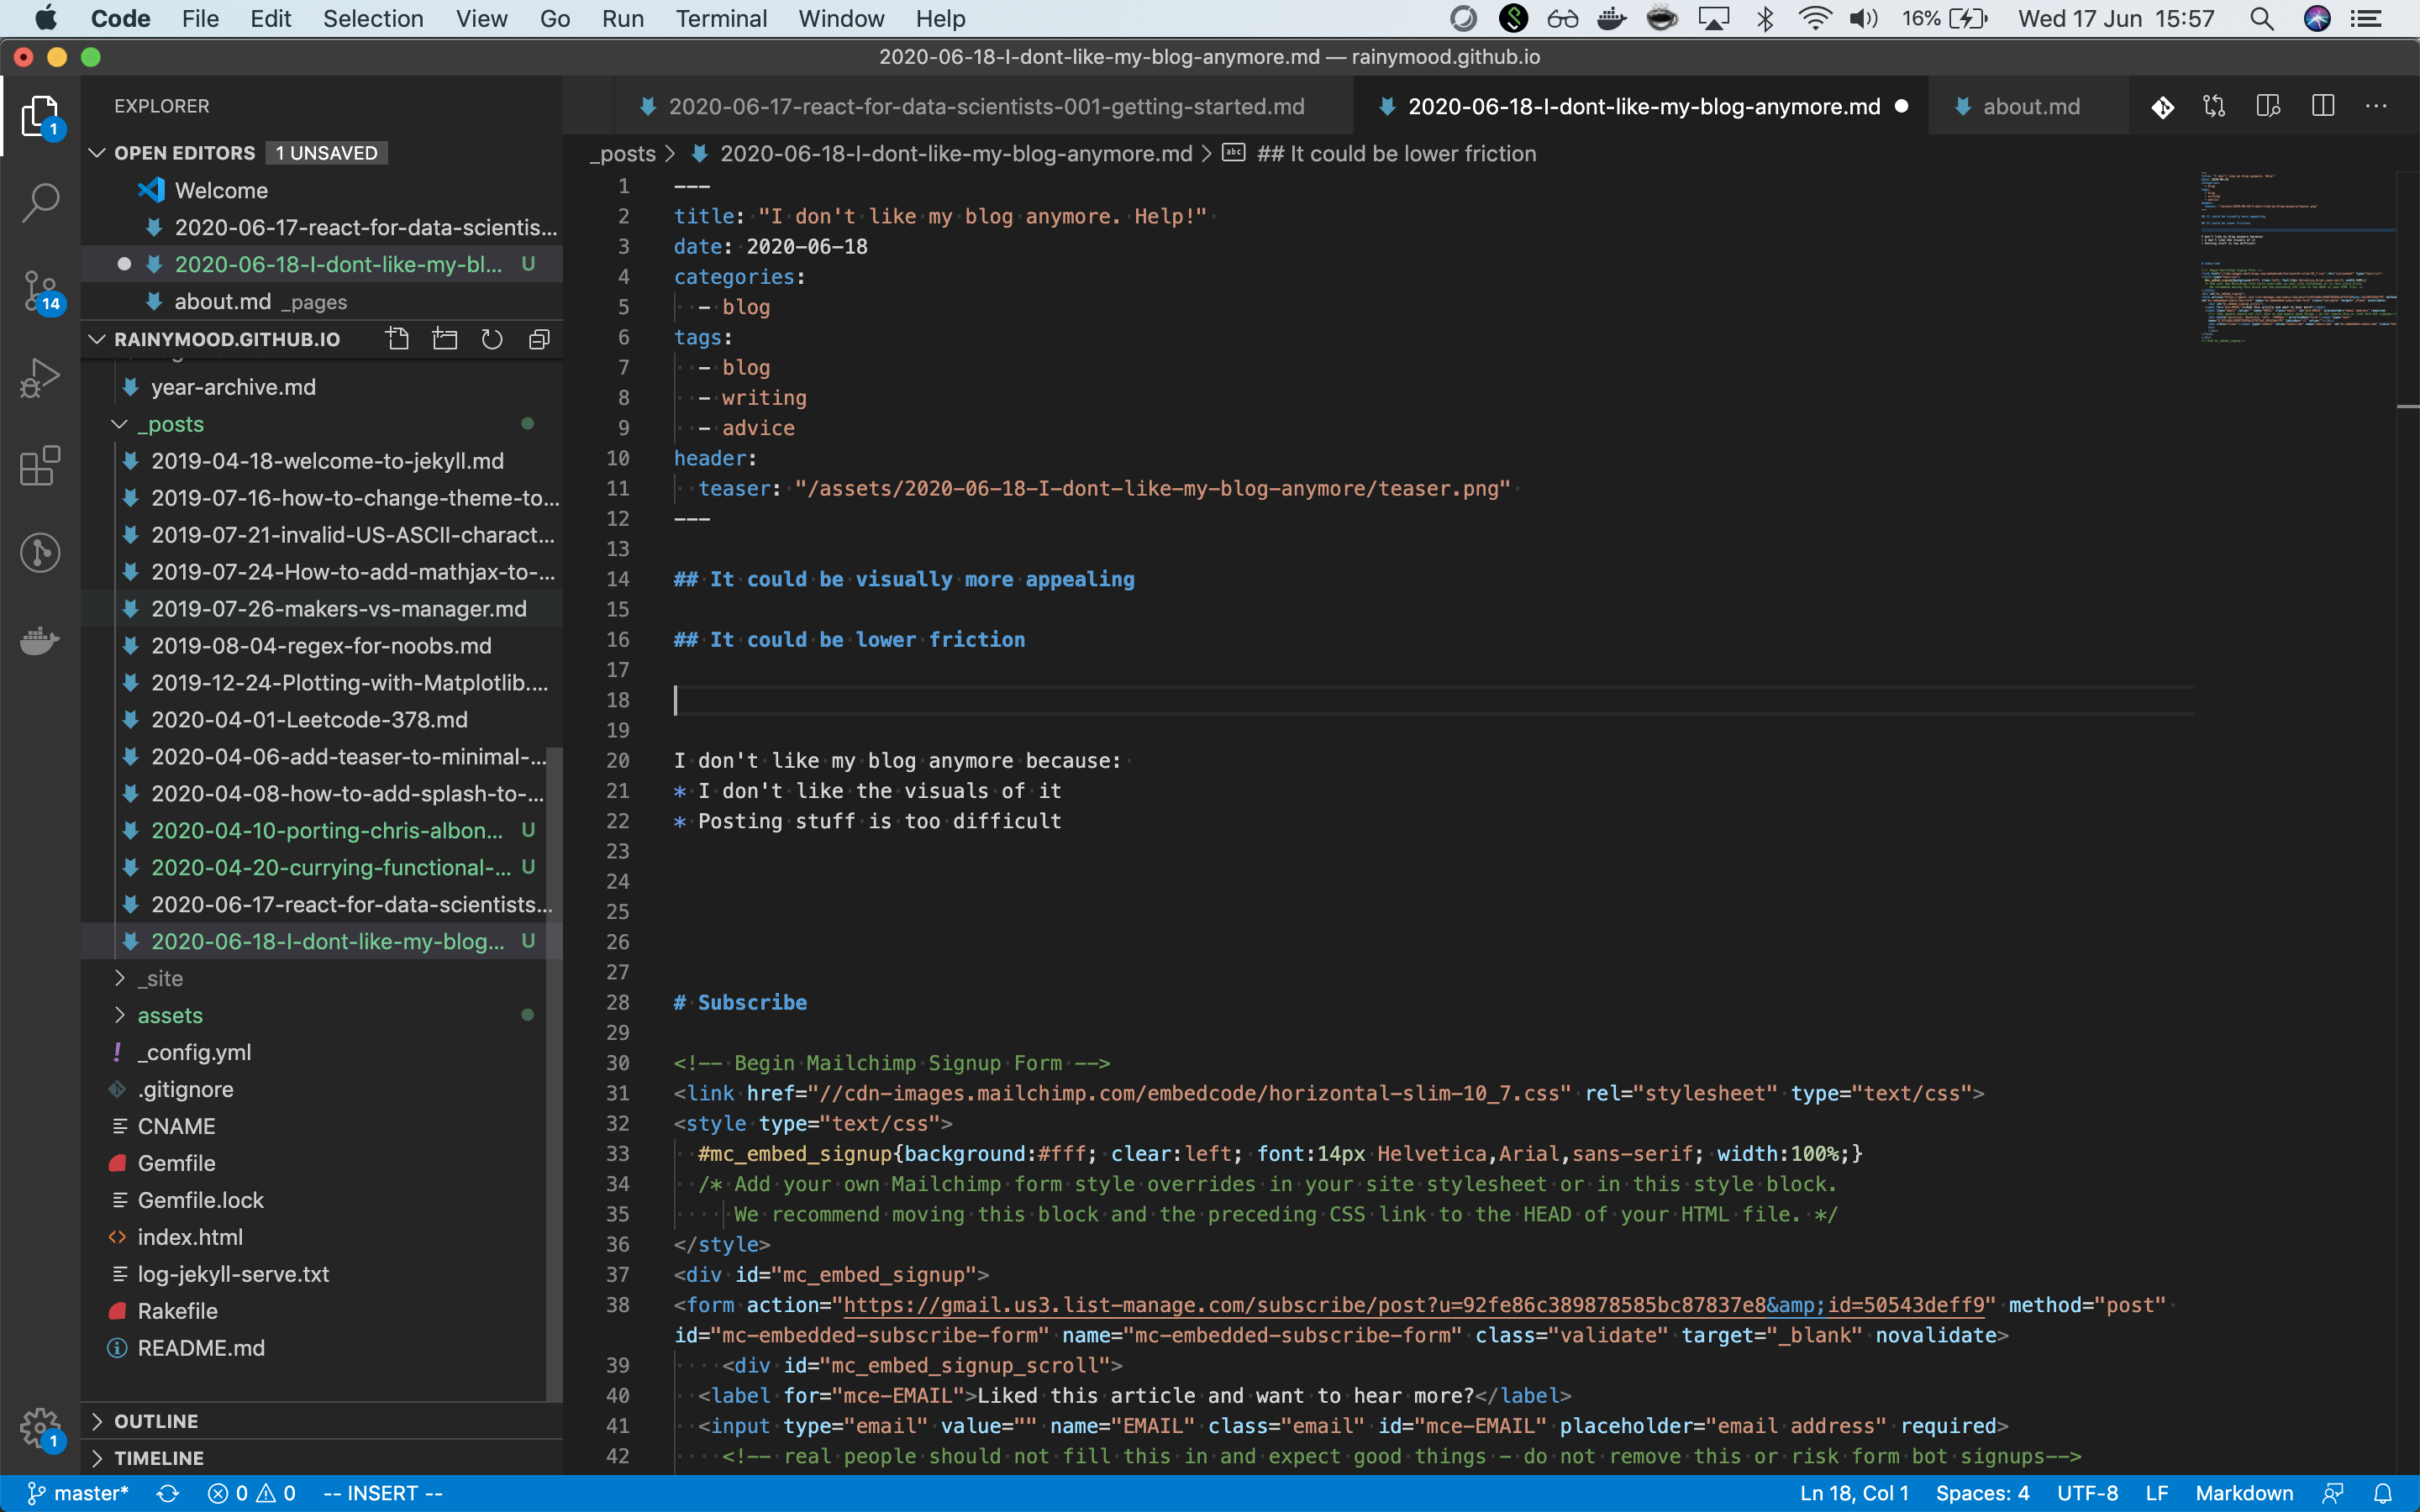 Code File Edit Selection View Go Run Terminal Window Help 16% Wed 17 Jun 15:57
2020-06-18-I-dont-like-my-blog-anymore.md — rainymood.github.io
EXPLORER
1
OPEN EDITORS 1 UNSAVED
Welcome
2020-06-17-react-for-data-scientis...
2020-06-18-I-dont-like-my-bl... U
14
about.md _pages
RAINYMOOD.GITHUB.IO
year-archive.md
_posts
2019-04-18-welcome-to-jekyll.md
2019-07-16-how-to-change-theme-to...
2019-07-21-invalid-US-ASCII-charact...
2019-07-24-How-to-add-mathjax-to-...
2019-07-26-makers-vs-manager.md
2019-08-04-regex-for-noobs.md
2019-12-24-Plotting-with-Matplotlib....
2020-04-01-Leetcode-378.md
2020-04-06-add-teaser-to-minimal-...
2020-04-08-how-to-add-splash-to-...
2020-04-10-porting-chris-albon... U
2020-04-20-currying-functional-... U
2020-06-17-react-for-data-scientists...
2020-06-18-I-dont-like-my-blog... U
_site
assets
_config.yml
.gitignore
CNAME
Gemfile
Gemfile.lock
index.html
log-jekyll-serve.txt
Rakefile
README.md
OUTLINE
1
TIMELINE
2020-06-17-react-for-data-scientists-001-getting-started.md 2020-06-18-I-dont-like-my-blog-anymore.md about.md
_posts > 2020-06-18-I-dont-like-my-blog-anymore.md > abc ## It could be lower friction
1 ---
2 title: "I don't like my blog anymore. Help!"
3 date: 2020-06-18
4 categories:
5 - blog
6 tags:
7 - blog
8 - writing
9 - advice
10 header:
11 teaser: "/assets/2020-06-18-I-dont-like-my-blog-anymore/teaser.png"
12 ---
13
14 ## It could be visually more appealing
15
16 ## It could be lower friction
17
18
19
20 I don't like my blog anymore because:
21 * I don't like the visuals of it
22 * Posting stuff is too difficult
23
24
25
26
27
28 # Subscribe
29
30 <!-- Begin Mailchimp Signup Form -->
31 <link href="//cdn-images.mailchimp.com/embedcode/horizontal-slim-10_7.css" rel="stylesheet" type="text/css">
32 <style type="text/css">
33 #mc_embed_signup{background:#fff; clear:left; font:14px Helvetica,Arial,sans-serif; width:100%;}
34 /* Add your own Mailchimp form style overrides in your site stylesheet or in this style block.
35 We recommend moving this block and the preceding CSS link to the HEAD of your HTML file. */
36 </style>
37 <div id="mc_embed_signup">
38 <form action="https://gmail.us3.list-manage.com/subscribe/post?u=92fe86c389878585bc87837e8&amp;id=50543deff9" method="post"
id="mc-embedded-subscribe-form" name="mc-embedded-subscribe-form" class="validate" target="_blank" novalidate>
39 <div id="mc_embed_signup_scroll">
40 <label for="mce-EMAIL">Liked this article and want to hear more?</label>
41 <input type="email" value="" name="EMAIL" class="email" id="mce-EMAIL" placeholder="email address" required>
42 <!-- real people should not fill this in and expect good things - do not remove this or risk form bot signups-->
master* 0 0 -- INSERT -- Ln 18, Col 1 Spaces: 4 UTF-8 LF Markdown